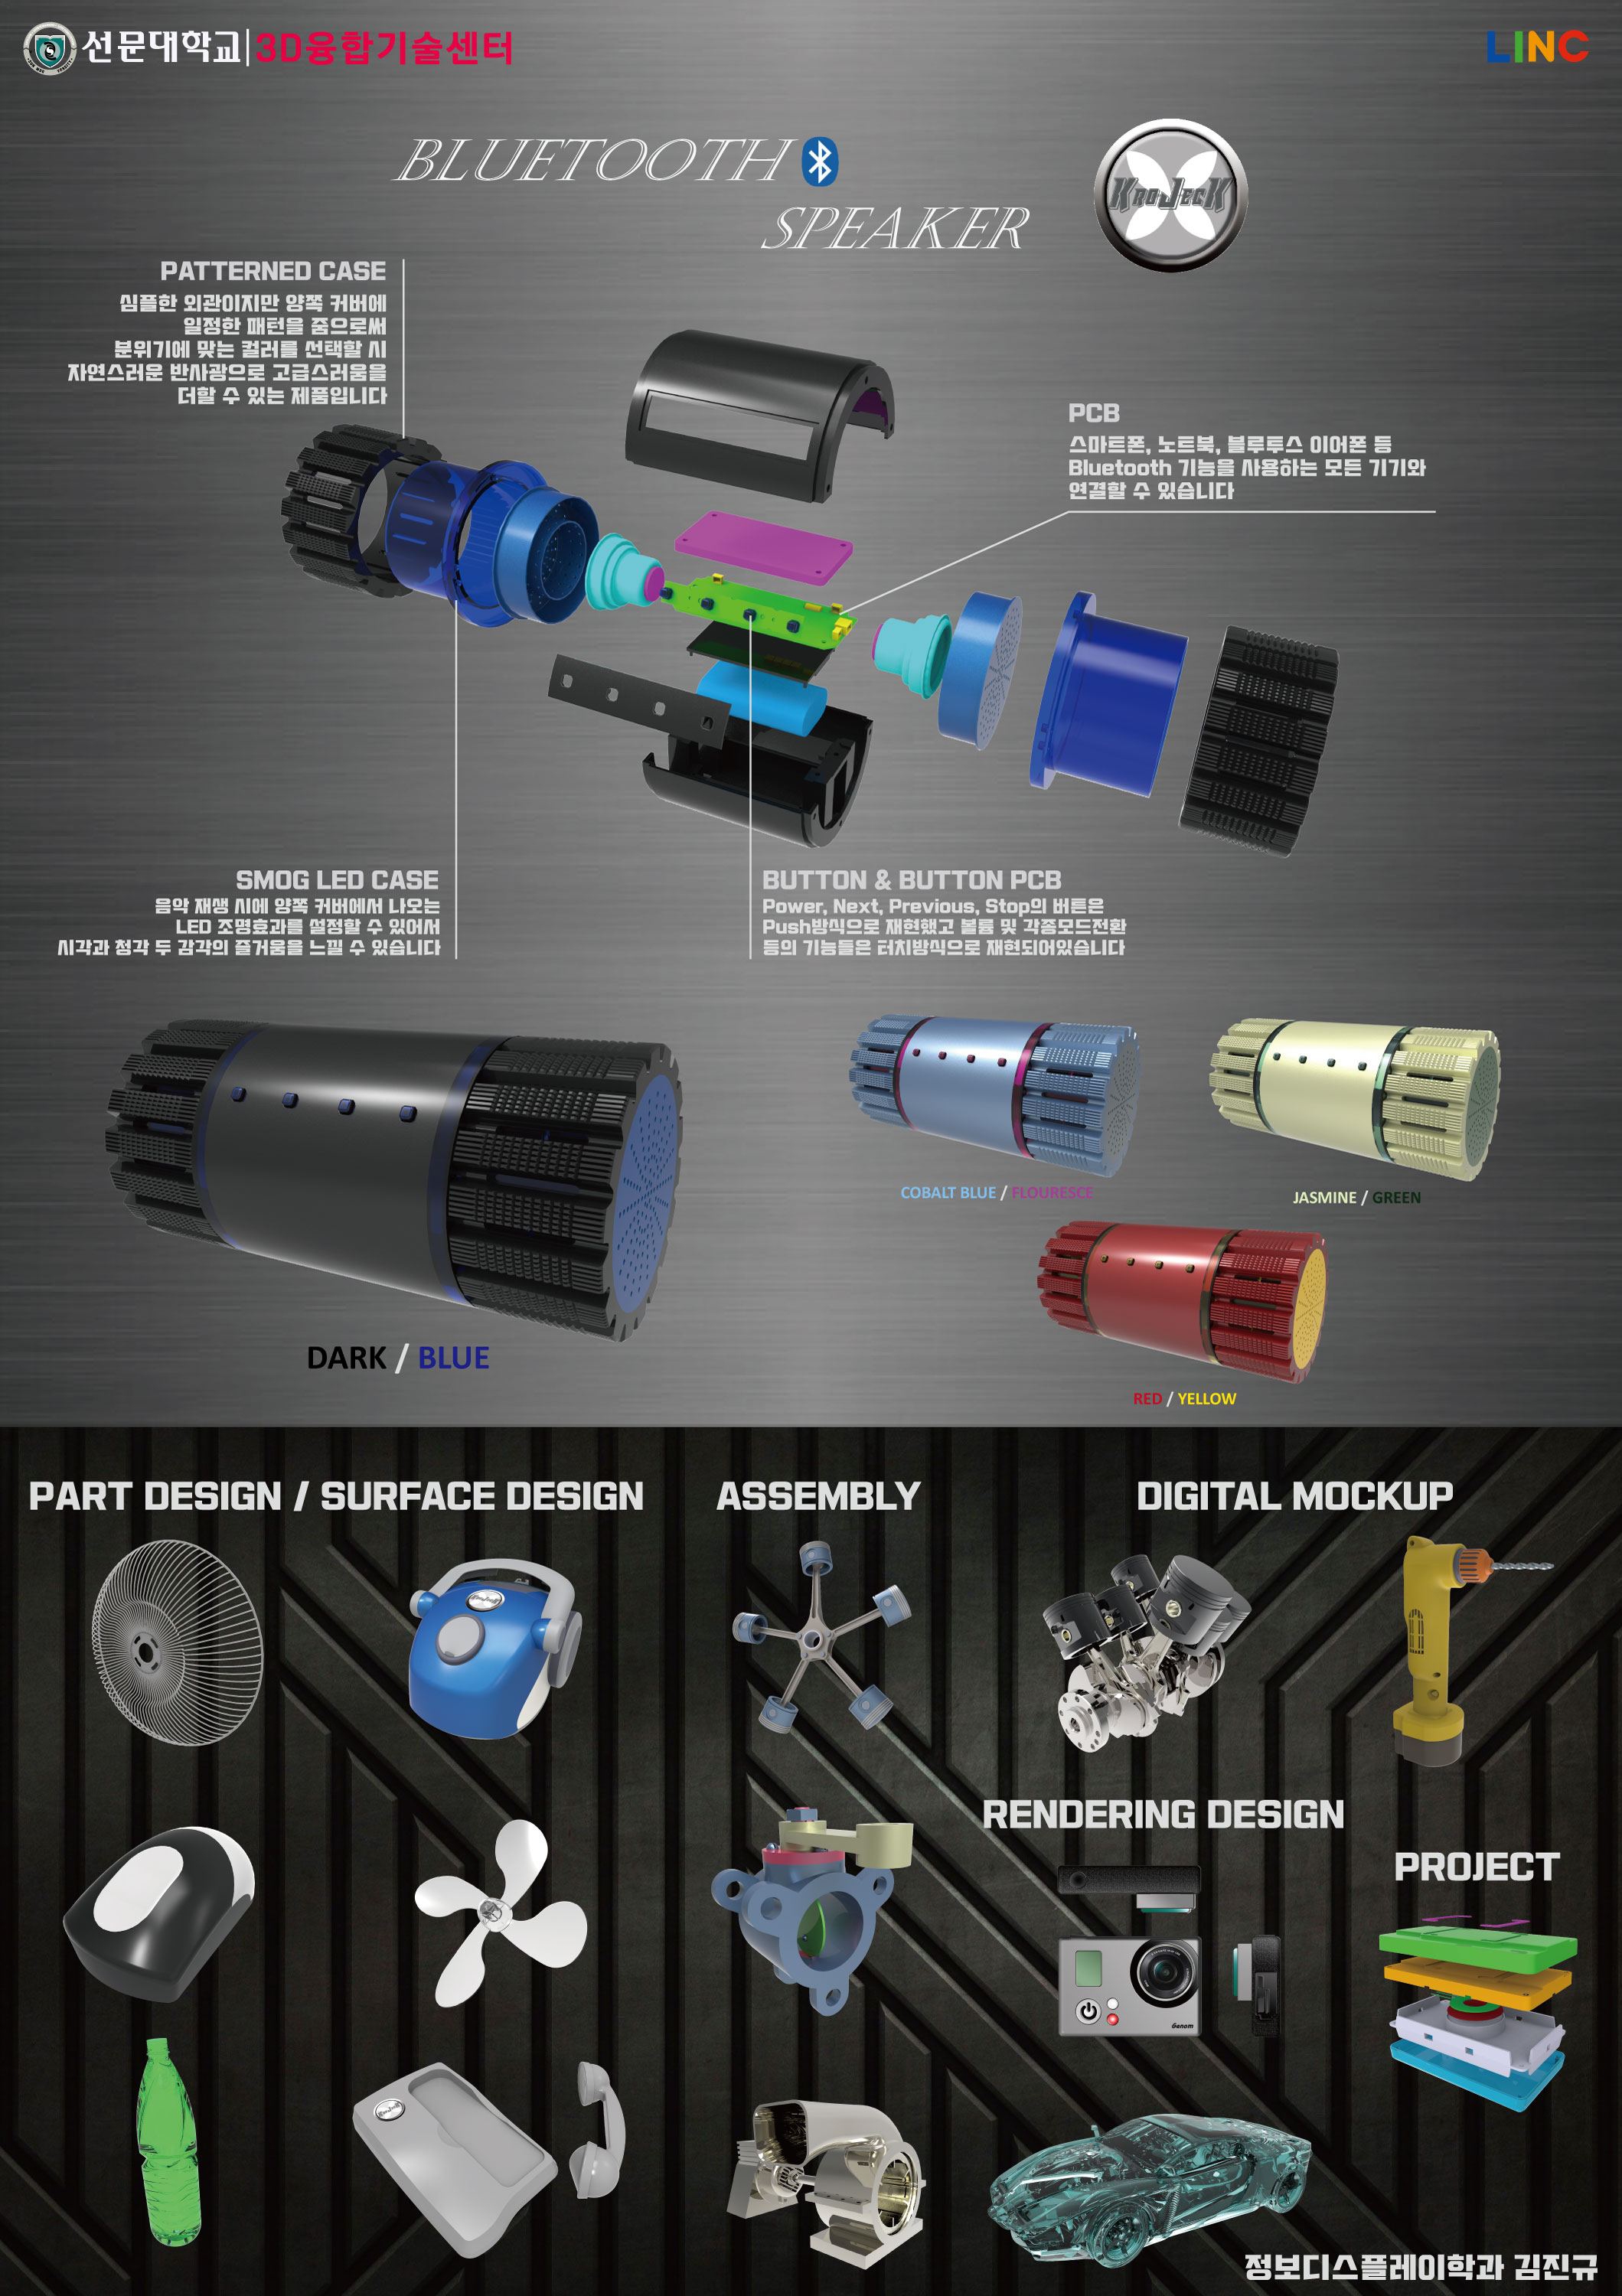 선문대학교|3D융합기술센터
LINC
BLUETOOTH
SPEAKER
KroJecK
PATTERNED CASE
심플한 외관이지만 양쪽 커버에
일정한 패턴을 줌으로써
분위기에 맞는 컬러를 선택할 시
자연스러운 반사광으로 고급스러움을
더할 수 있는 제품입니다
PCB
스마트폰, 노트북, 블루투스 이어폰 등
Bluetooth 기능을 사용하는 모든 기기와
연결할 수 있습니다
SMOG LED CASE
음악 재생 시에 양쪽 커버에서 나오는
LED 조명효과를 설정할 수 있어서
시각과 청각 두 감각의 즐거움을 느낄 수 있습니다
BUTTON & BUTTON PCB
Power, Next, Previous, Stop의 버튼은
Push방식으로 재현했고 볼륨 및 각종모드전환
등의 기능들은 터치방식으로 재현되어있습니다
DARK / BLUE
COBALT BLUE / FLOURESCE
JASMINE / GREEN
RED / YELLOW
PART DESIGN / SURFACE DESIGN
ASSEMBLY
DIGITAL MOCKUP
KroJecK
RENDERING DESIGN
PROJECT
Genom
KroJecK
정보디스플레이학과 김진규